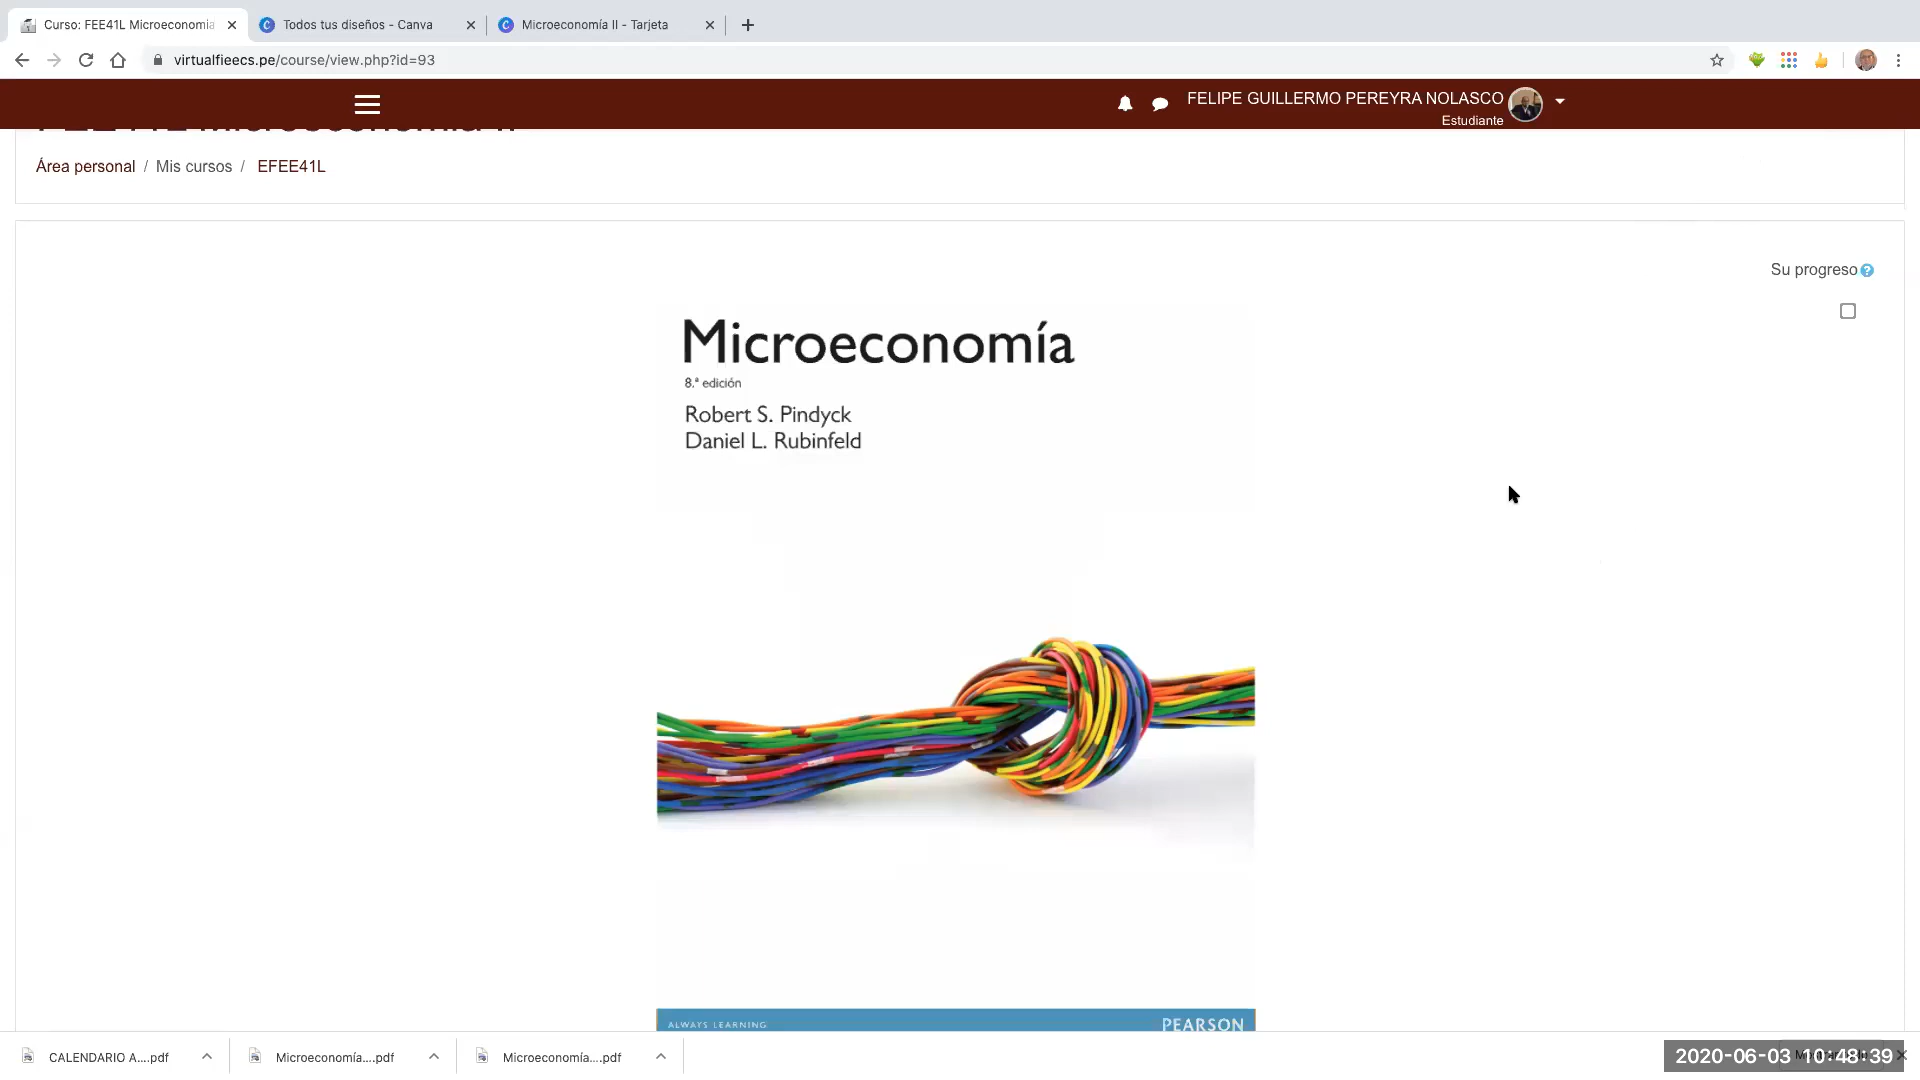 Curso: FEE41L Microeconomía
Todos tus diseños - Canva
Microeconomía II - Tarjeta
virtualfieecs.pe/course/view.php?id=93
FELIPE GUILLERMO PEREYRA NOLASCO
Estudiante
Área personal / Mis cursos / EFEE41L
Su progreso
Microeconomía
8.ª edición
Robert S. Pindyck
Daniel L. Rubinfeld
ALWAYS LEARNING
PEARSON
CALENDARIO A....pdf
Microeconomía....pdf
Microeconomía....pdf
2020-06-03 10:48:39